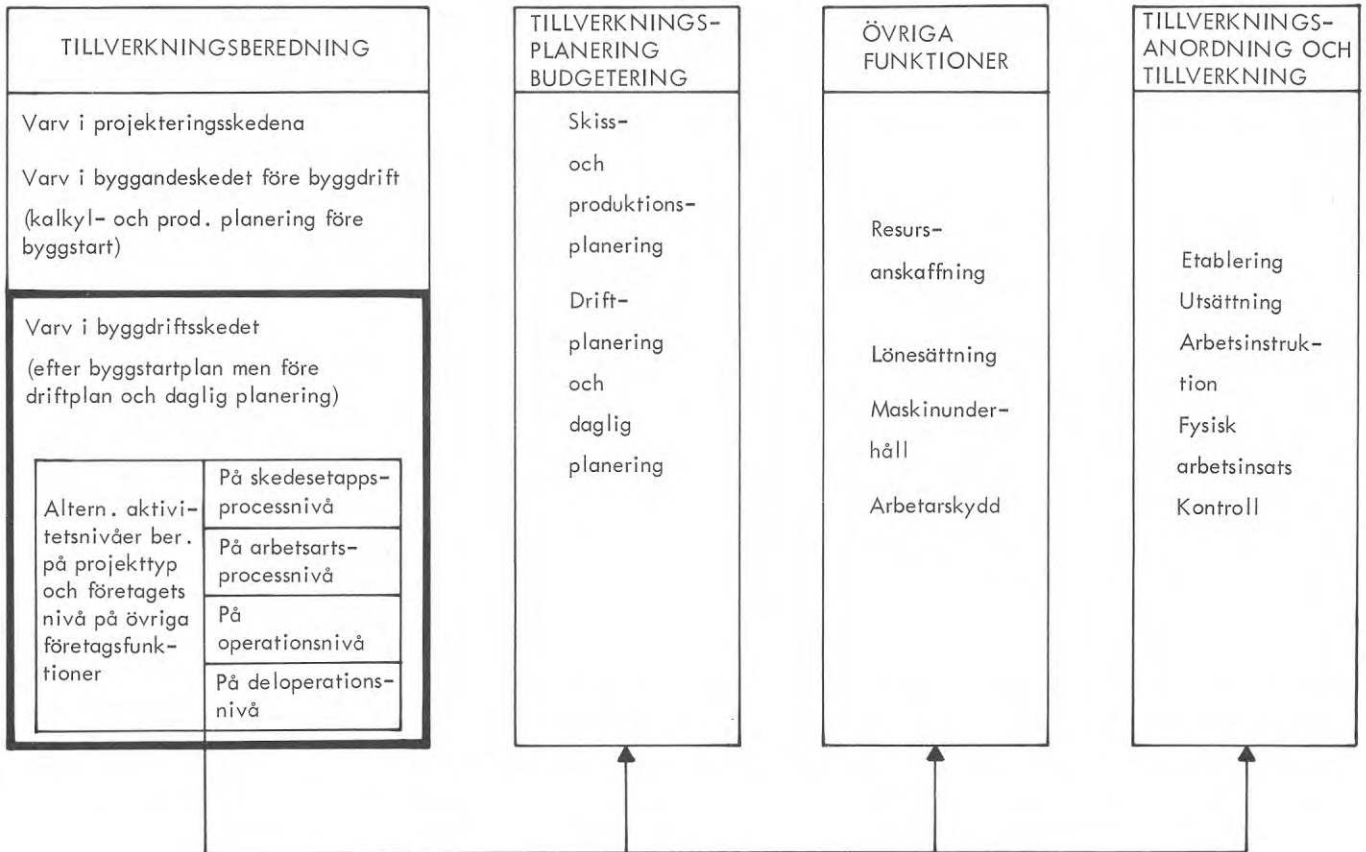 TILLVERKNINGSBEREDNING
Varv i projekteringsskedena
Varv i byggandeskedet före byggdrift
(kalkyl- och prod. planering före
byggstart)
Varv i byggdriftsskedet
(efter byggstartplan men före
driftplan och daglig planering)
Altern. aktivi-
tetsnivåer ber.
på projekttyp
och företagets
nivå på övriga
företagsfunk-
tioner
På skedesetapps-
processnivå
På arbetsarts-
processnivå
På
operationsnivå
På deloperations-
nivå
TILLVERKNINGS-
PLANERING
BUDGETERING
Skiss-
och
produktions-
planering
Drift-
planering
och
daglig
planering
ÖVRIGA
FUNKTIONER
Resurs-
anskaffning
Lönesättning
Maskinunder-
håll
Arbetarskydd
TILLVERKNINGS-
ANORDNING OCH
TILLVERKNING
Etablering
Utsättning
Arbetsinstruk-
tion
Fysisk
arbetsinsats
Kontroll